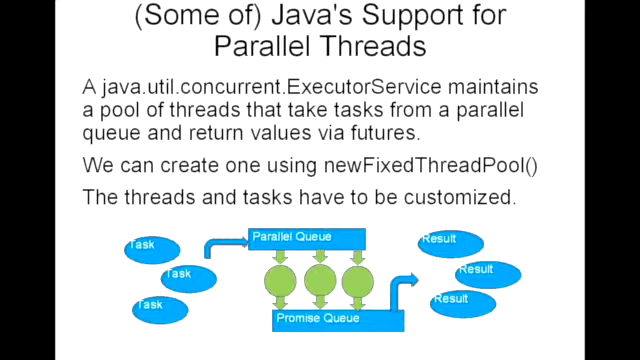 (Some of) Java's Support for
Parallel Threads
A java.util.concurrent.ExecutorService maintains
a pool of threads that take tasks from a parallel
queue and return values via futures.
We can create one using newFixedThreadPool()
The threads and tasks have to be customized.
Task
Task
Task
Parallel Queue
Promise Queue
Result
Result
Result